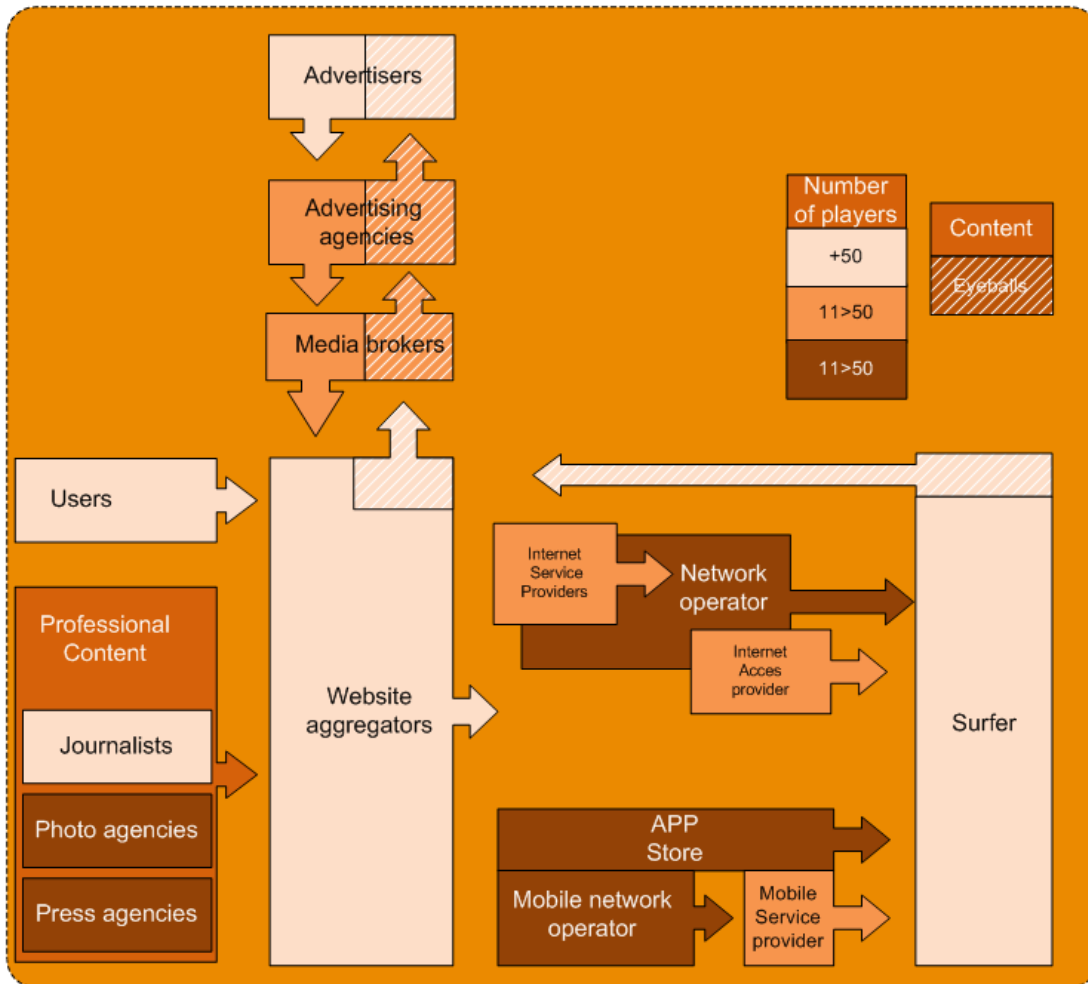 Advertisers
Advertising
agencies
Media brokers
Number
of players
+50
11>50
11>50
Content
Eyeballs
Users
Professional
Content
Journalists
Photo agencies
Press agencies
Website
aggregators
Internet
Service
Providers
Network
operator
Internet
Acces
provider
Surfer
APP
Store
Mobile network
operator
Mobile
Service
provider